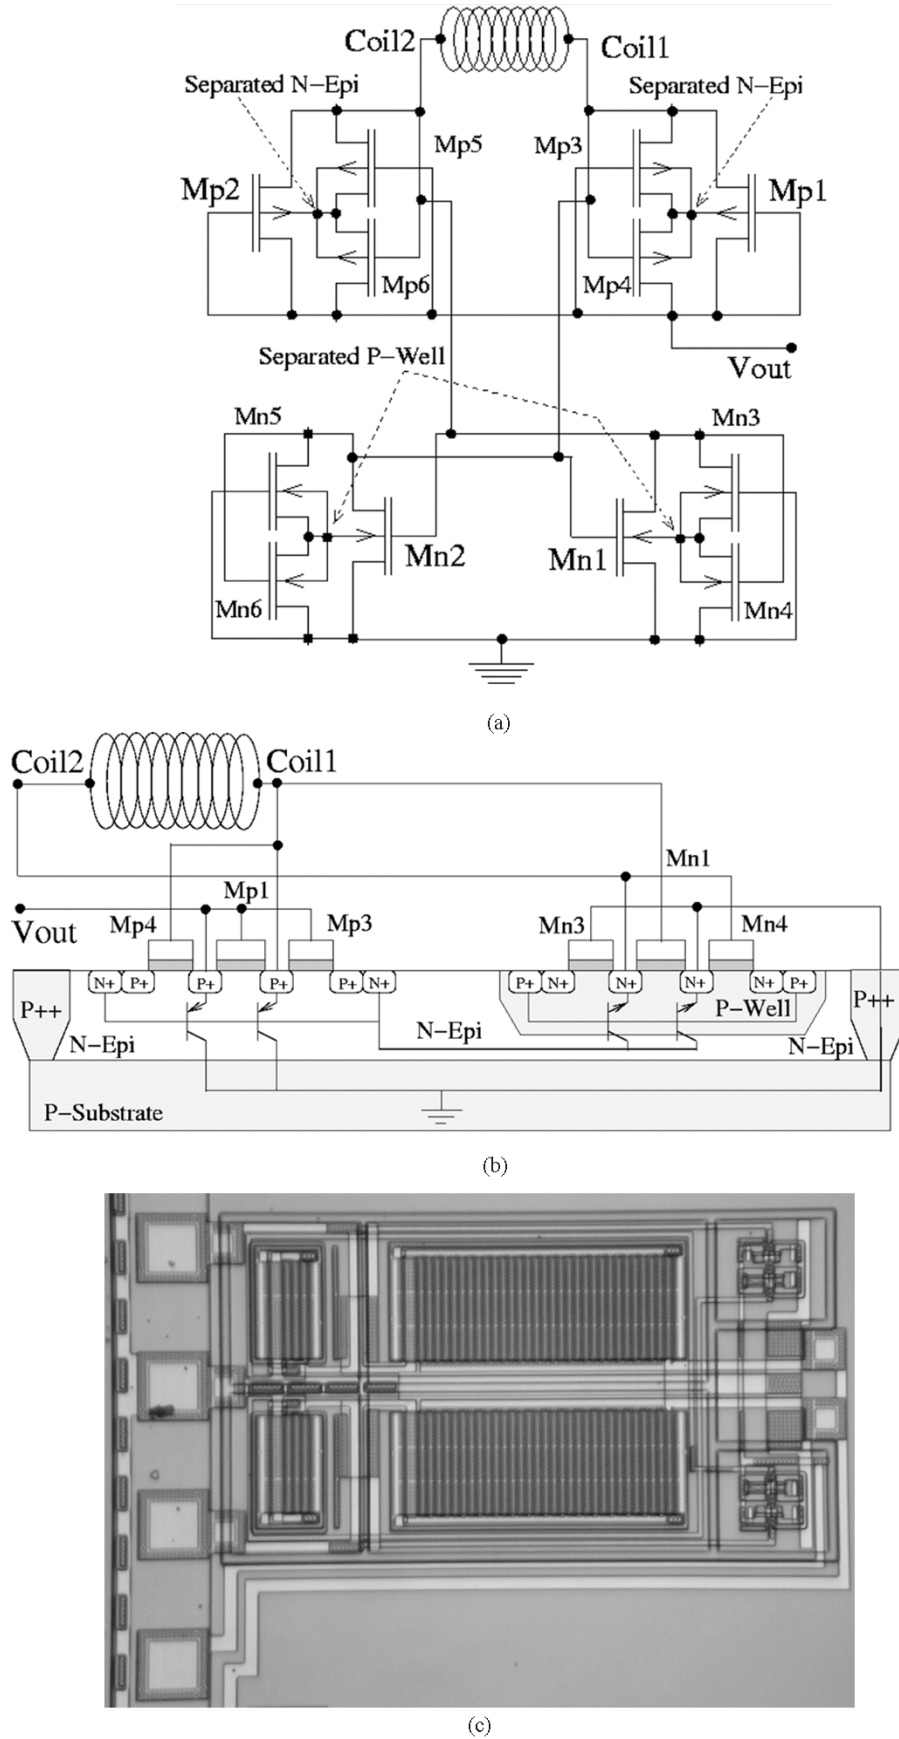 Coil2 Coil1
Separated N−Epi Separated N−Epi
Mp5 Mp3
Mp2 Mp1
Mp6 Mp4
Separated P−Well
Vout
Mn5 Mn3
Mn2 Mn1
Mn6 Mn4
(a)
Coil2 Coil1
Mn1
Mp1
Vout Mp4 Mp3 Mn3 Mn4
N+ P+ P+ P+ P+ N+ P+ N+ N+ N+ N+ P+
P++ P−Well P++
N−Epi N−Epi N−Epi
P−Substrate
(b)
(c)